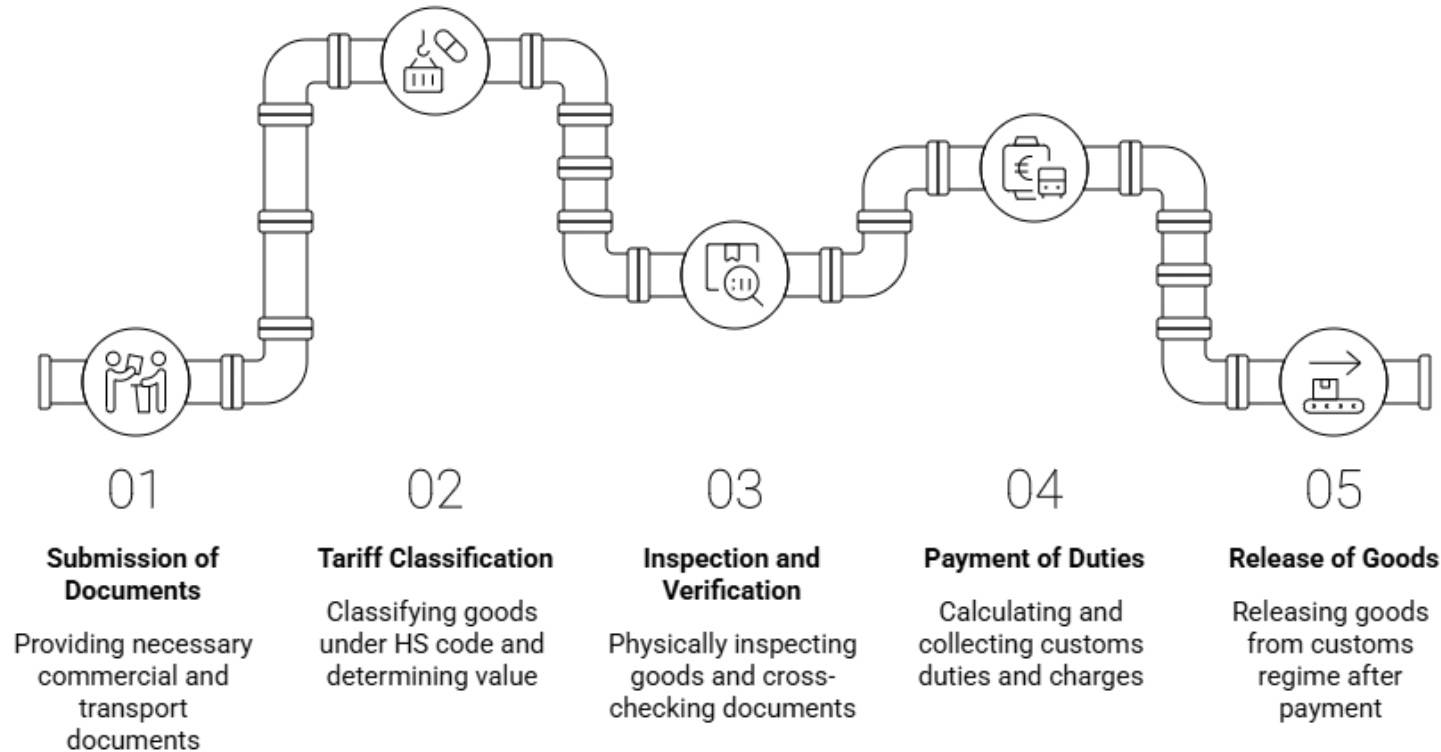 01
Submission of
Documents
Providing necessary
commercial and
transport
documents
02
Tariff Classification
Classifying goods
under HS code and
determining value
03
Inspection and
Verification
Physically inspecting
goods and cross-
checking documents
04
Payment of Duties
Calculating and
collecting customs
duties and charges
05
Release of Goods
Releasing goods
from customs
regime after
payment